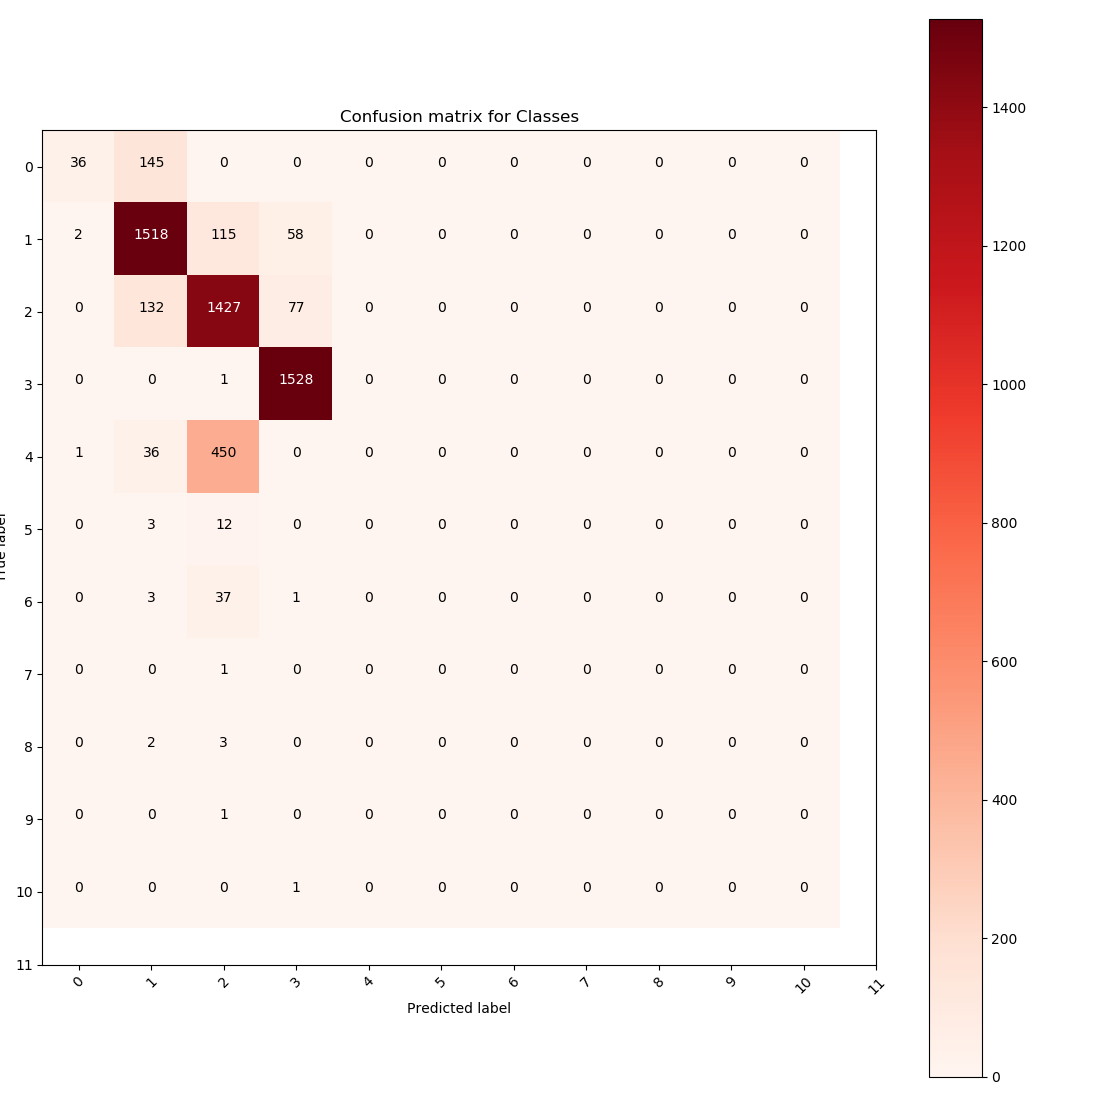 Confusion matrix for Classes
0 36 145 0 0 0 0 0 0 0 0 0
1 2 1518 115 58 0 0 0 0 0 0 0
2 0 132 1427 77 0 0 0 0 0 0 0
3 0 0 1 1528 0 0 0 0 0 0 0
4 1 36 450 0 0 0 0 0 0 0 0
5 0 3 12 0 0 0 0 0 0 0 0
6 0 3 37 1 0 0 0 0 0 0 0
7 0 0 1 0 0 0 0 0 0 0 0
8 0 2 3 0 0 0 0 0 0 0 0
9 0 0 1 0 0 0 0 0 0 0 0
10 0 0 0 1 0 0 0 0 0 0 0
11
0 1 2 3 4 5 6 7 8 9 10 11
Predicted label
True label
1400
1200
1000
800
600
400
200
0